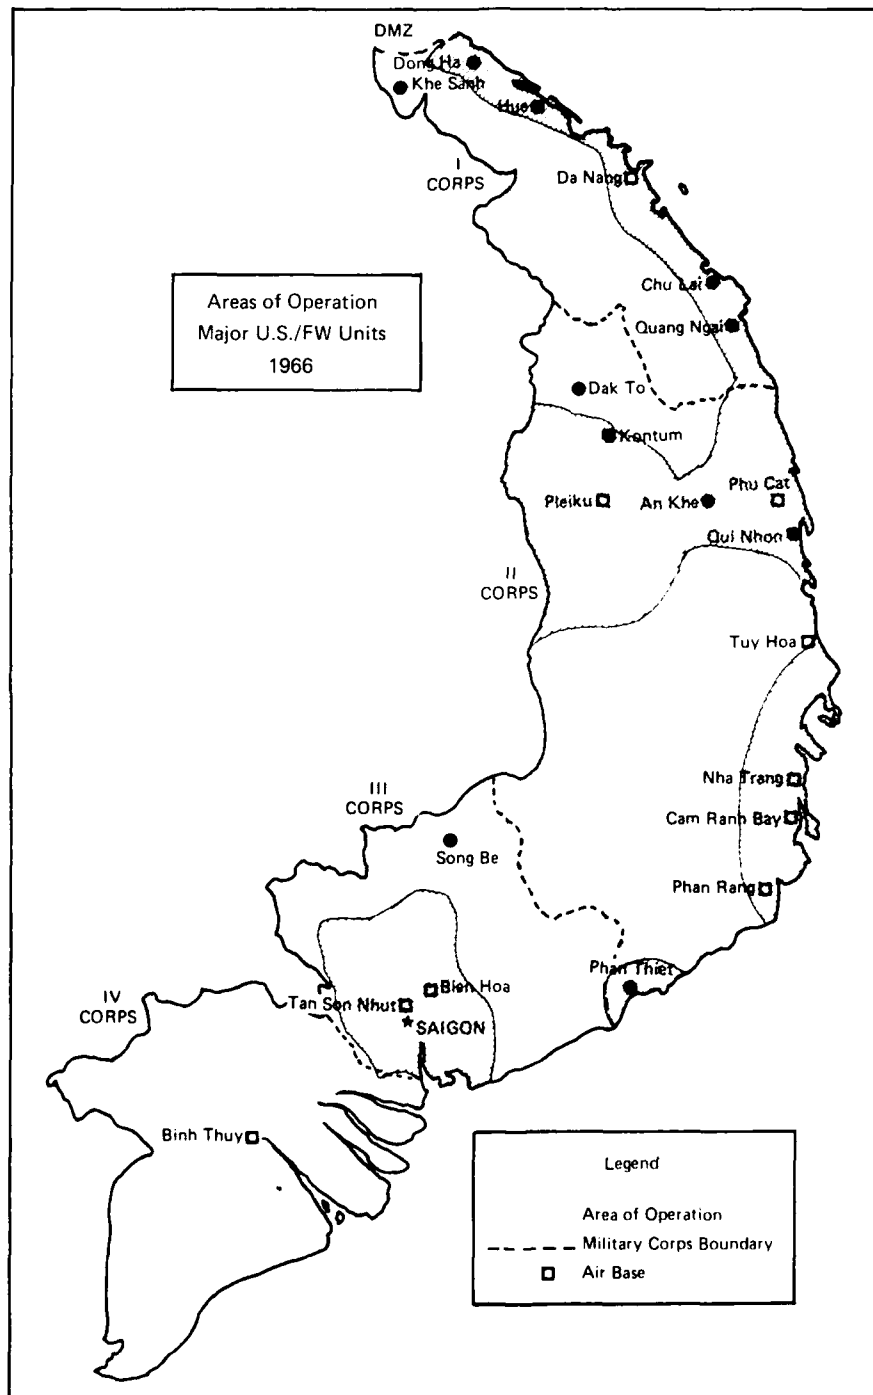 DMZ
Dong Ha
Khe Sanh
Hue
I
CORPS
Da Nang
Areas of Operation
Major U.S./FW Units
1966
Chu Lai
Quang Ngai
Dak To
Kontum
Phu Cat
Pleiku
An Khe
Qui Nhon
II
CORPS
Tuy Hoa
Nha Trang
III
CORPS
Cam Ranh Bay
Song Be
Phan Rang
Phan Thiet
IV
CORPS
Bien Hoa
Tan Son Nhut
SAIGON
Binh Thuy
Legend
Area of Operation
Military Corps Boundary
Air Base